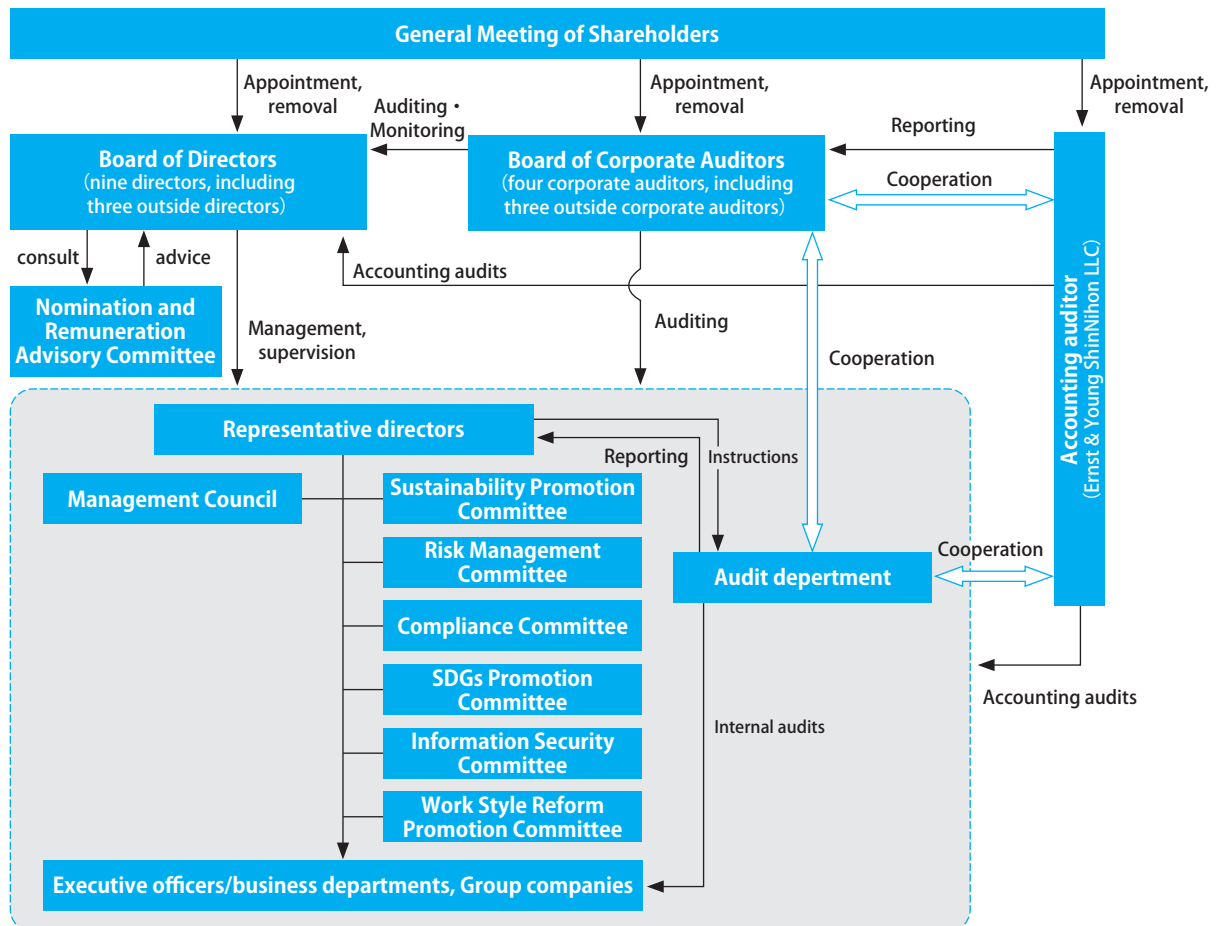 General Meeting of Shareholders
Appointment,
removal
Appointment,
removal
Appointment,
removal
Auditing・
Monitoring
Reporting
Board of Directors
(nine directors, including
three outside directors)
Board of Corporate Auditors
(four corporate auditors, including
three outside corporate auditors)
Cooperation
consult
advice
Accounting audits
Nomination and
Remuneration
Advisory Committee
Management,
supervision
Auditing
Cooperation
Accounting auditor
(Ernst & Young ShinNihon LLC)
Representative directors
Reporting
Instructions
Management Council
Sustainability Promotion
Committee
Risk Management
Committee
Audit depertment
Cooperation
Compliance Committee
SDGs Promotion
Committee
Accounting audits
Internal audits
Information Security
Committee
Work Style Reform
Promotion Committee
Executive officers/business departments, Group companies